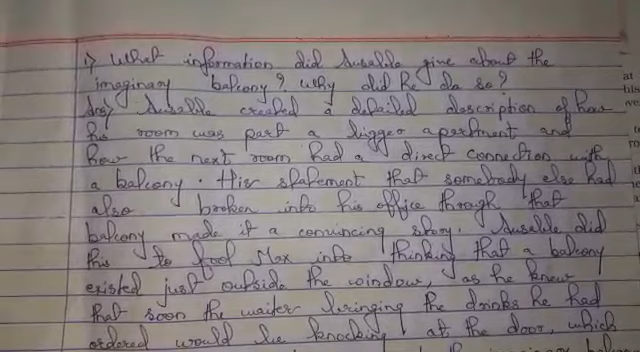 1) What information did Ausable give about the
imaginary balcony? Why did he do so?
Ans) Ausable created a detailed description of how
his room was part a bigger apartment and
how the next room had a direct connection with
a balcony. His statement that somebody else had
also broken into his office through that
balcony made it a convincing story. Ausable did
this to fool Max into thinking that a balcony
existed just outside the window, as he knew
that soon the waiter bringing the drinks he had
ordered would be knocking at the door, which